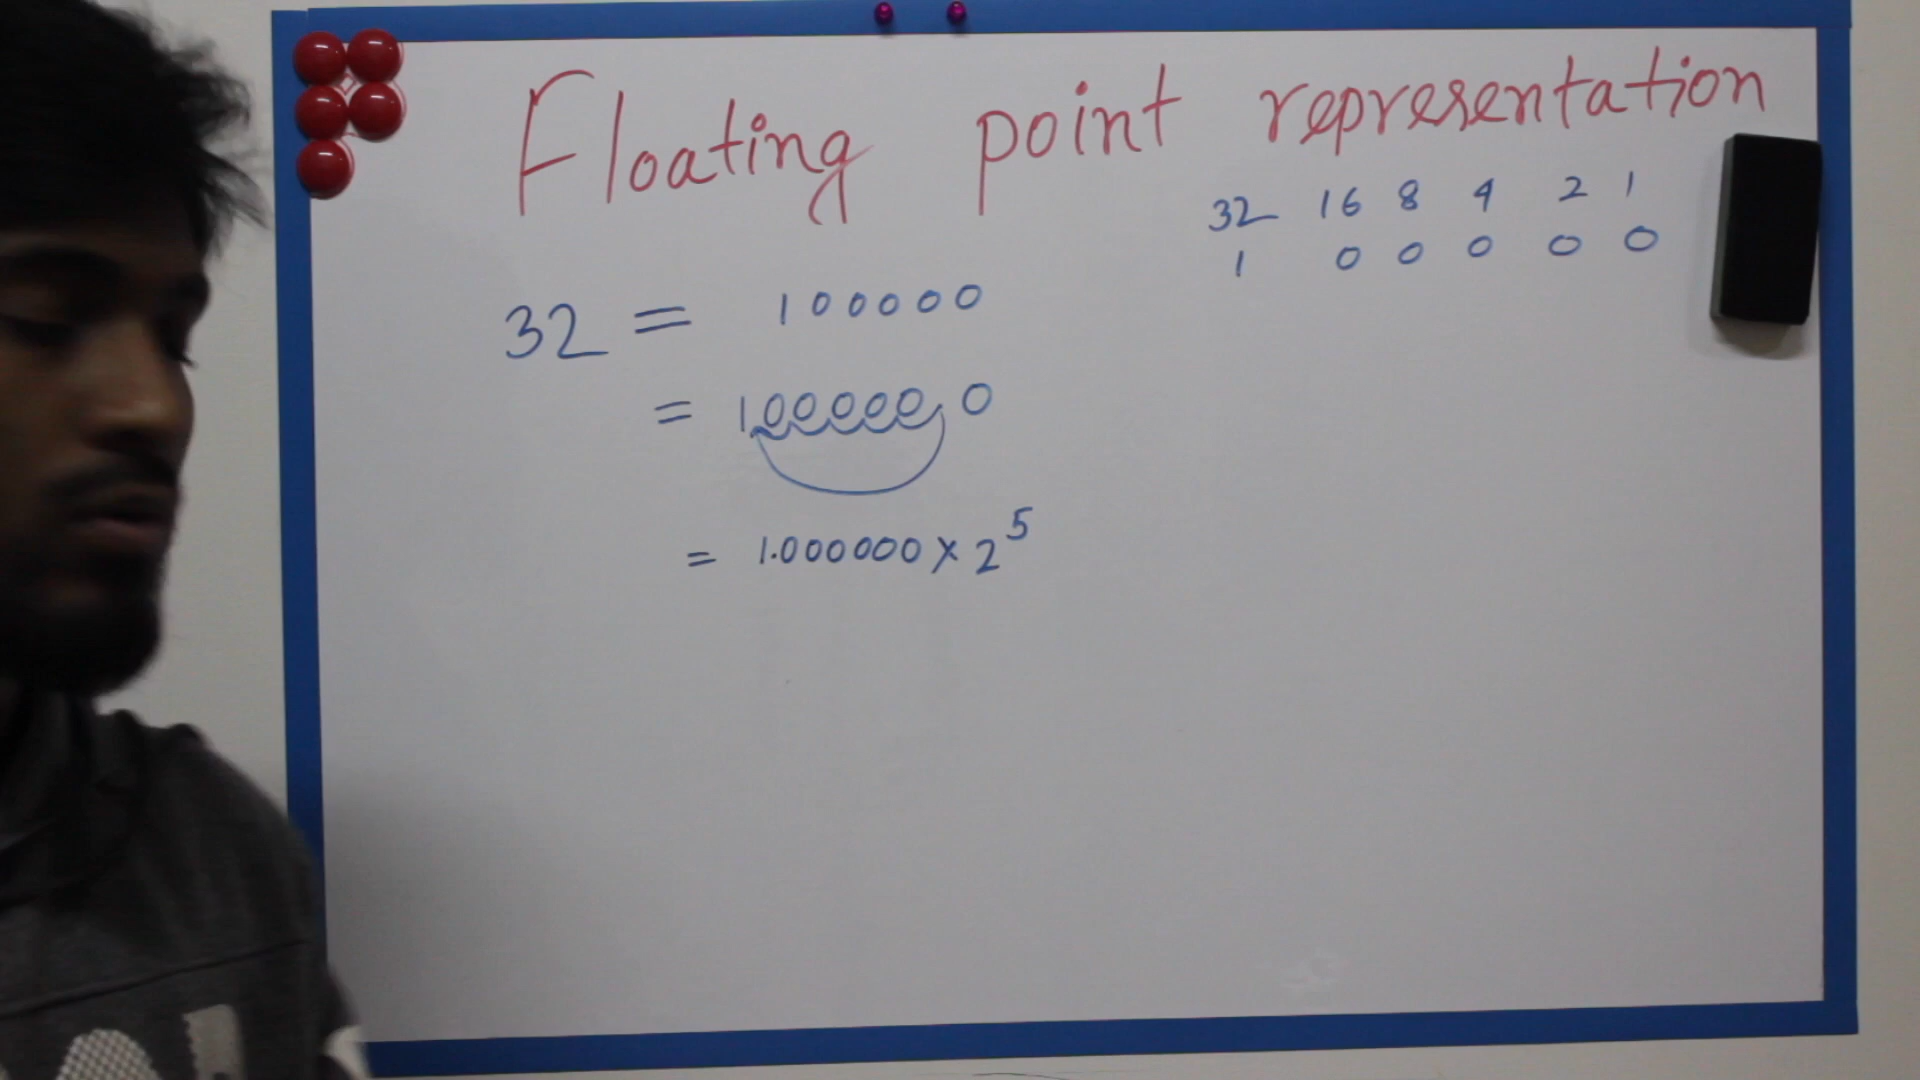 Floating point representation
32 16 8 4 2 1
1 0 0 0 0 0
32 = 100000
= 100000.0
= 1.000000 x 2^5